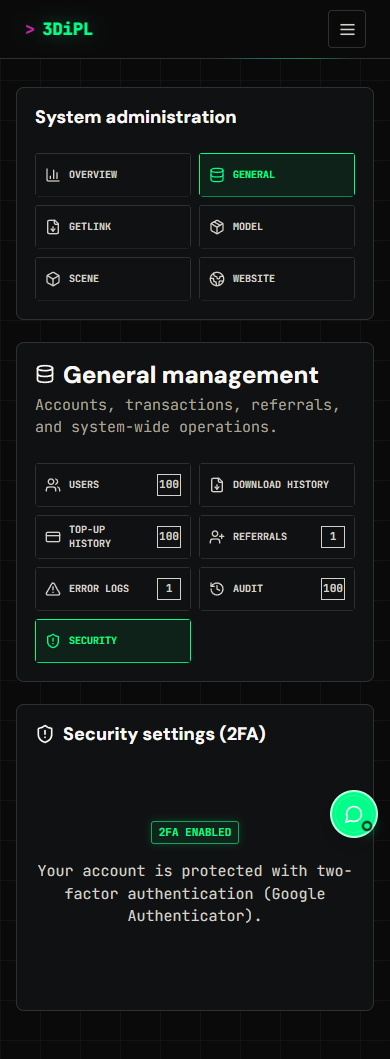 > 3DiPL
System administration
OVERVIEW
GENERAL
GETLINK
MODEL
SCENE
WEBSITE
General management
Accounts, transactions, referrals,
and system-wide operations.
USERS 100
DOWNLOAD HISTORY
TOP-UP
HISTORY 100
REFERRALS 1
ERROR LOGS 1
AUDIT 100
SECURITY
Security settings (2FA)
2FA ENABLED
Your account is protected with two-
factor authentication (Google
Authenticator).